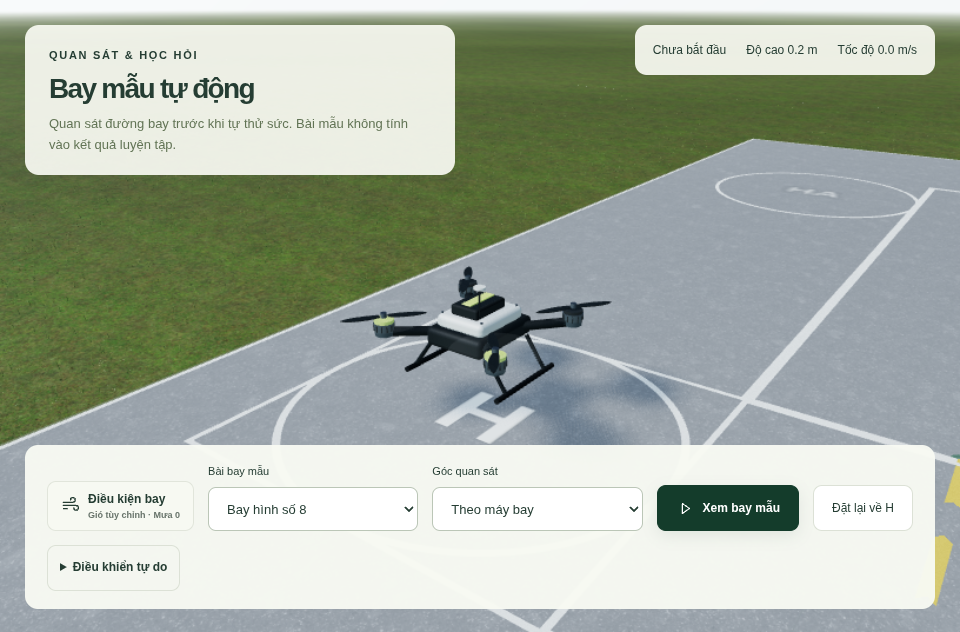 QUAN SÁT & HỌC HỎI
Bay mẫu tự động
Quan sát đường bay trước khi tự thử sức. Bài mẫu không tính
vào kết quả luyện tập.
Chưa bắt đầu Độ cao 0.2 m Tốc độ 0.0 m/s
H
Điều kiện bay
Gió tùy chỉnh · Mưa 0
Bài bay mẫu
Bay hình số 8
Góc quan sát
Theo máy bay
Xem bay mẫu
Đặt lại về H
Điều khiển tự do